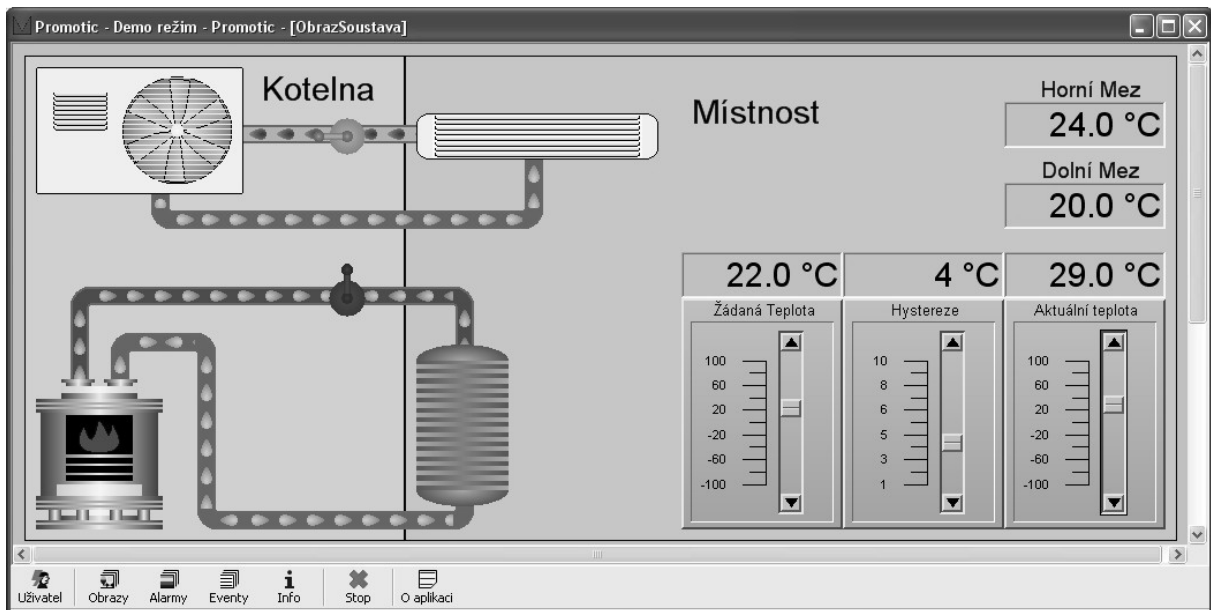 Promotic - Demo režim - Promotic - [ObrazSoustava]
Kotelna
Místnost
Horní Mez
24.0 °C
Dolní Mez
20.0 °C
22.0 °C
4 °C
29.0 °C
Žádaná Teplota
Hystereze
Aktuální teplota
100
60
20
-20
-60
-100
10
8
6
5
3
1
100
60
20
-20
-60
-100
Uživatel
Obrazy
Alarmy
Eventy
Info
Stop
O aplikaci